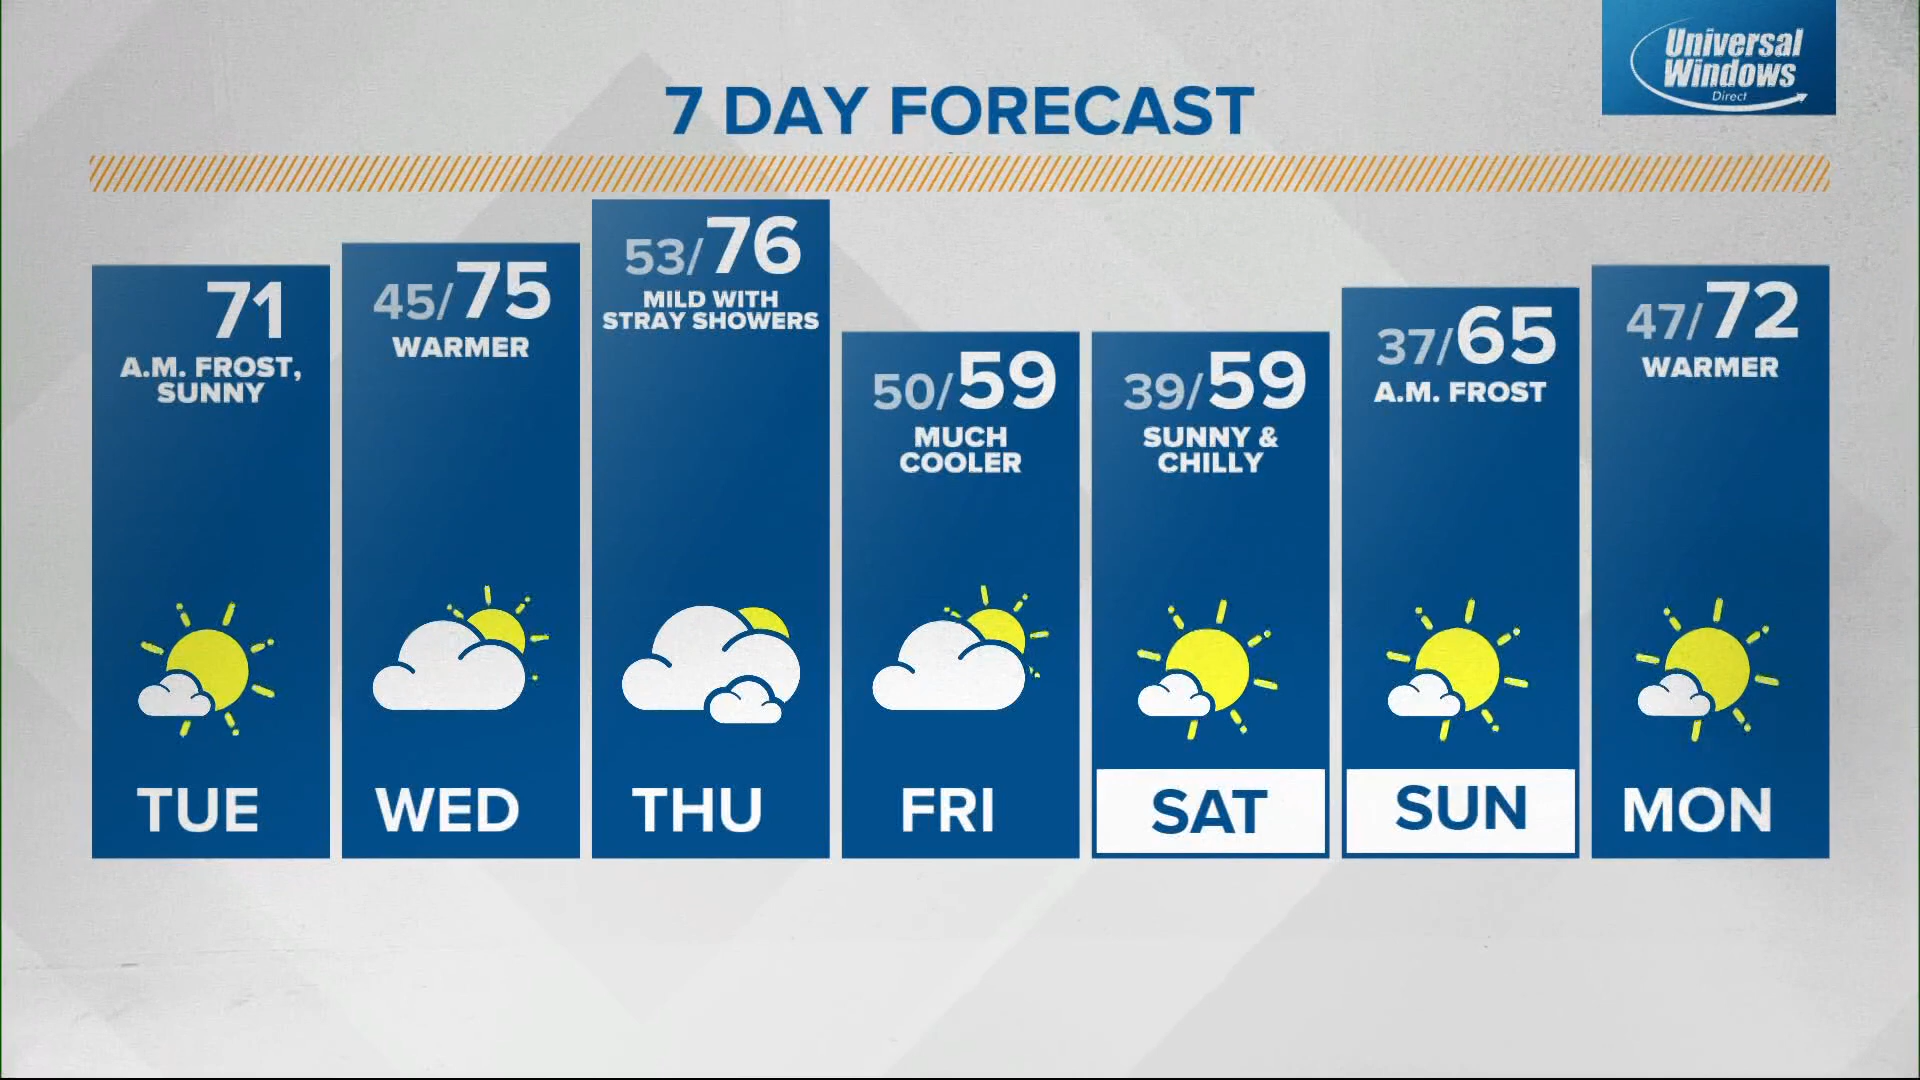 Universal
Windows
Direct
7 DAY FORECAST
71
A.M. FROST,
SUNNY
TUE
45/75
WARMER
WED
53/76
MILD WITH
STRAY SHOWERS
THU
50/59
MUCH
COOLER
FRI
39/59
SUNNY &
CHILLY
SAT
37/65
A.M. FROST
SUN
47/72
WARMER
MON